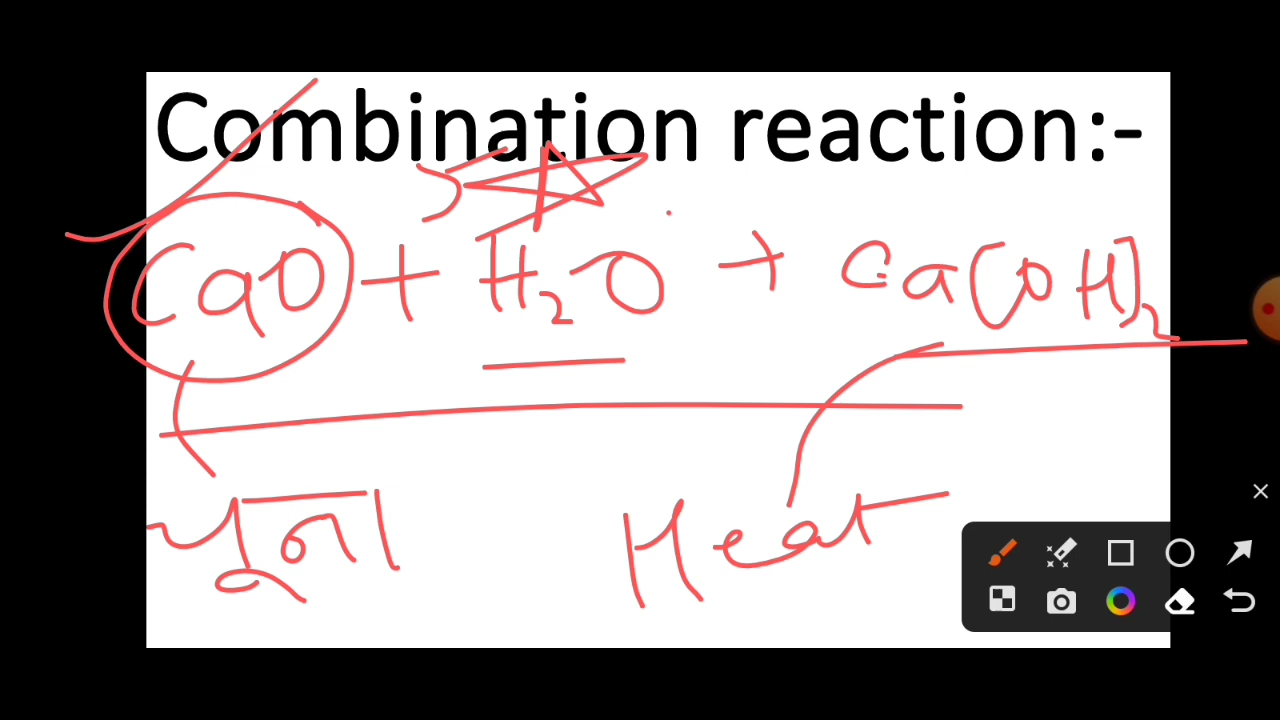 Combination reaction:-
CaO + H₂O + Ca(OH)₂
चूना Heat